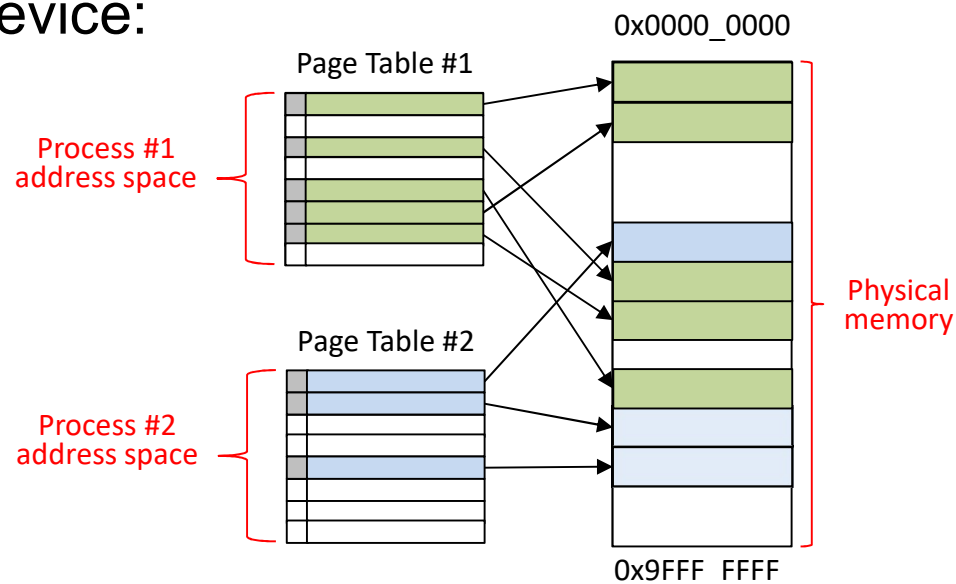 evice:
0x0000_0000
Page Table #1
Process #1
address space
Physical
memory
Page Table #2
Process #2
address space
0x9FFF_FFFF